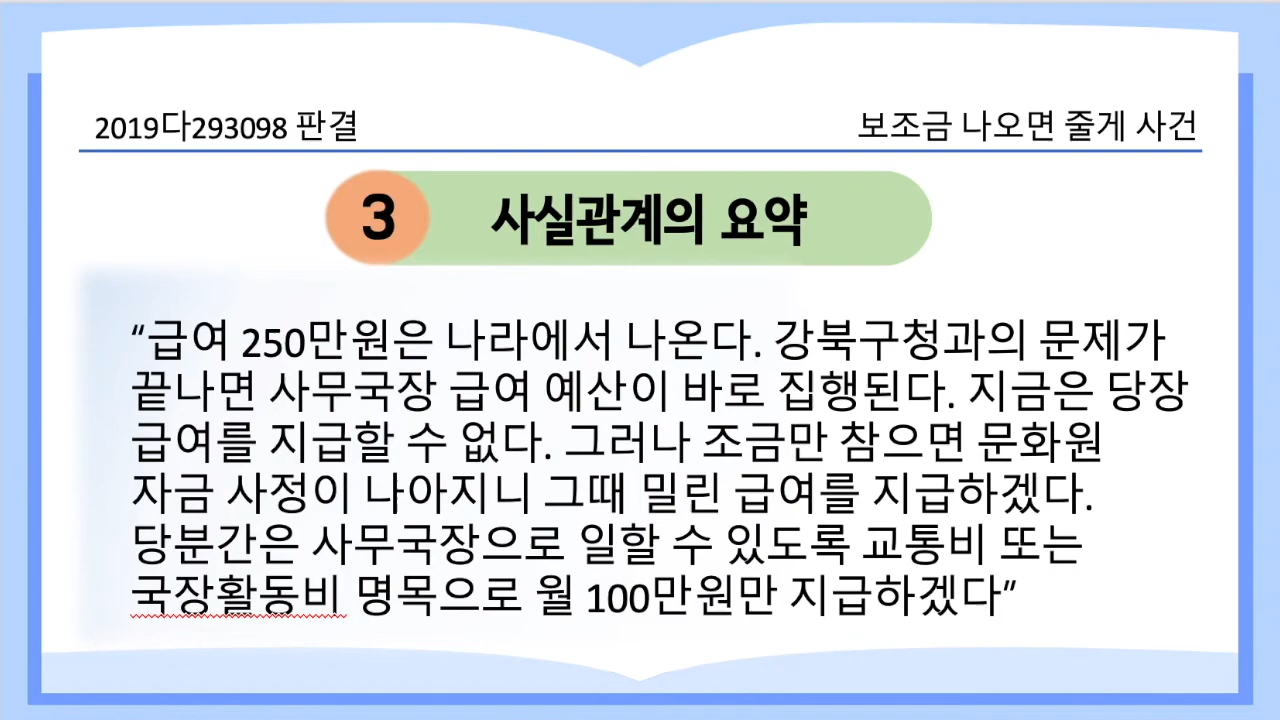 2019다293098 판결
보조금 나오면 줄게 사건
3 사실관계의 요약
“급여 250만원은 나라에서 나온다. 강북구청과의 문제가
끝나면 사무국장 급여 예산이 바로 집행된다. 지금은 당장
급여를 지급할 수 없다. 그러나 조금만 참으면 문화원
자금 사정이 나아지니 그때 밀린 급여를 지급하겠다.
당분간은 사무국장으로 일할 수 있도록 교통비 또는
국장활동비 명목으로 월 100만원만 지급하겠다”